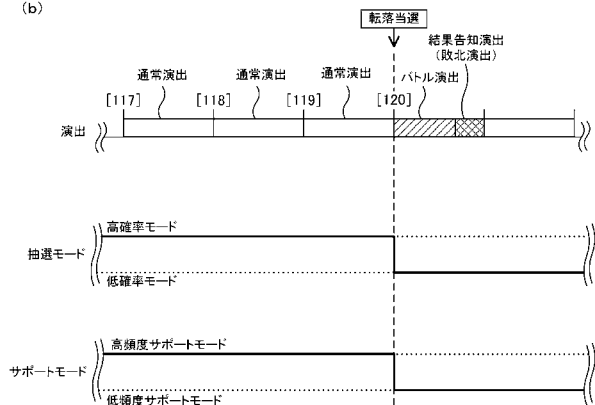 (b)
転落当選
結果告知演出
(敗北演出)
通常演出 通常演出 通常演出 バトル演出
[117] [118] [119] [120]
演出
高確率モード
抽選モード
低確率モード
高頻度サポートモード
サポートモード
低頻度サポートモード